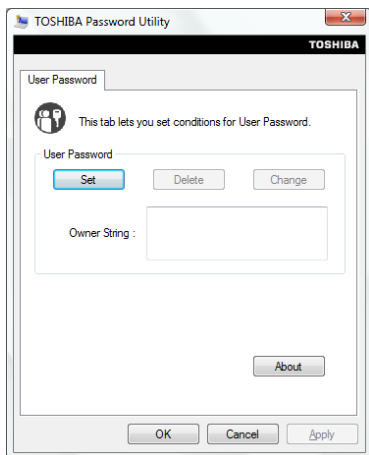 TOSHIBA Password Utility
TOSHIBA
User Password
This tab lets you set conditions for User Password.
User Password
Set Delete Change
Owner String :
About
OK Cancel Apply